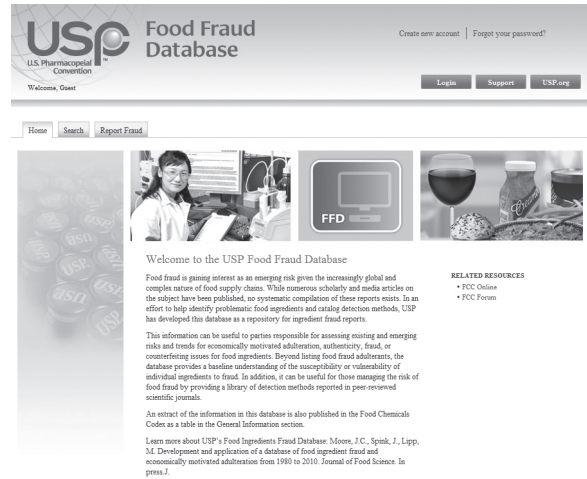 USP
Food Fraud
Database
U.S. Pharmacopeial
Convention
TM
Welcome, Guest
Create new account | Forgot your password?
Login Support USP.org
Home Search Report Fraud
USP
USP
USP
USP
USP
FFD
Welcome to the USP Food Fraud Database
Food fraud is gaining interest as an emerging risk given the increasingly global and
complex nature of food supply chains. While numerous scholarly and media articles on
the subject have been published, no systematic compilation of these reports exists. In an
effort to help identify problematic food ingredients and catalog detection methods, USP
has developed this database as a repository for ingredient fraud reports.
This information can be useful to parties responsible for assessing existing and emerging
risks and trends for economically motivated adulteration, authenticity, fraud, or
counterfeiting issues for food ingredients. Beyond listing food fraud adulterants, the
database provides a baseline understanding of the susceptibility or vulnerability of
individual ingredients to fraud. In addition, it can be useful for those managing the risk of
food fraud by providing a library of detection methods reported in peer-reviewed
scientific journals.
An extract of the information in this database is also published in the Food Chemicals
Codex as a table in the General Information section.
Learn more about USP's Food Ingredients Fraud Database: Moore, J.C., Spink, J., Lipp,
M. Development and application of a database of food ingredient fraud and
economically motivated adulteration from 1980 to 2010. Journal of Food Science. In
press.J.
RELATED RESOURCES
• FCC Online
• FCC Forum